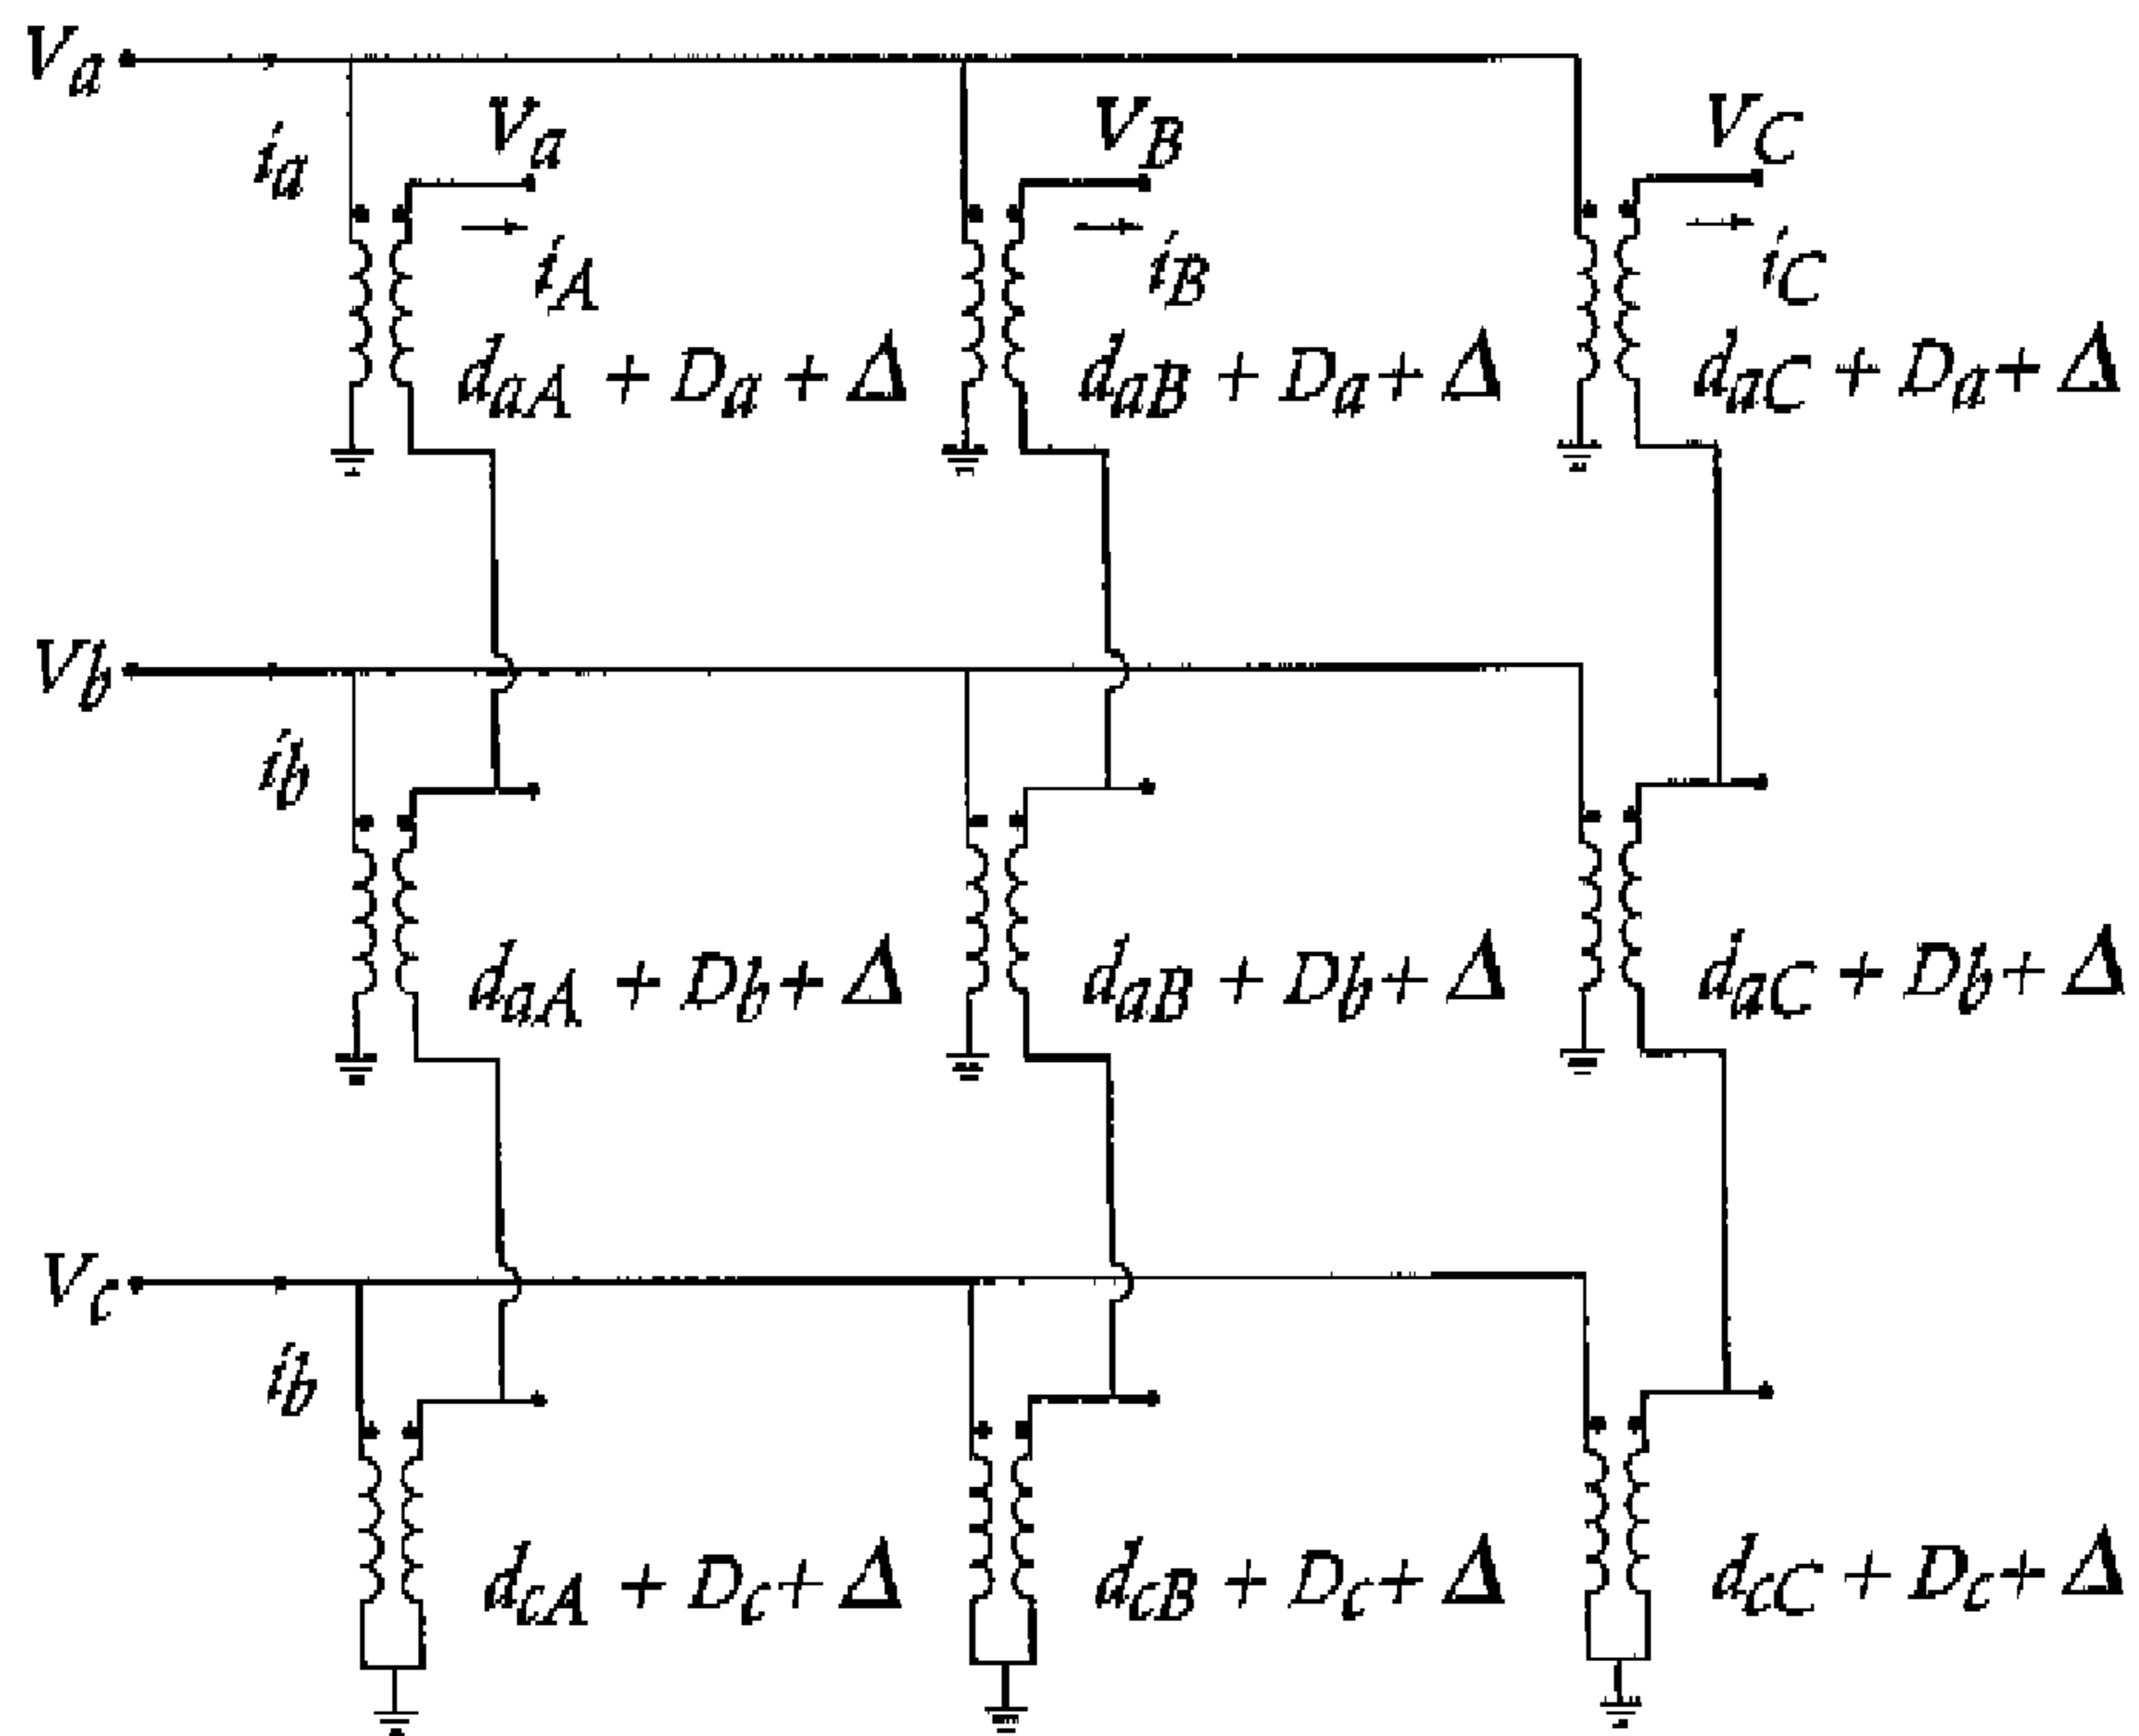 Va
Va
VB
VC
ia
iA
iB
iC
daA + Da + Δ
daB + Da + Δ
daC + Da + Δ
Vb
ib
daA + Db + Δ
daB + Db + Δ
daC + Db + Δ
Vc
ib
dcA + Dc + Δ
dcB + Dc + Δ
dcC + Dc + Δ